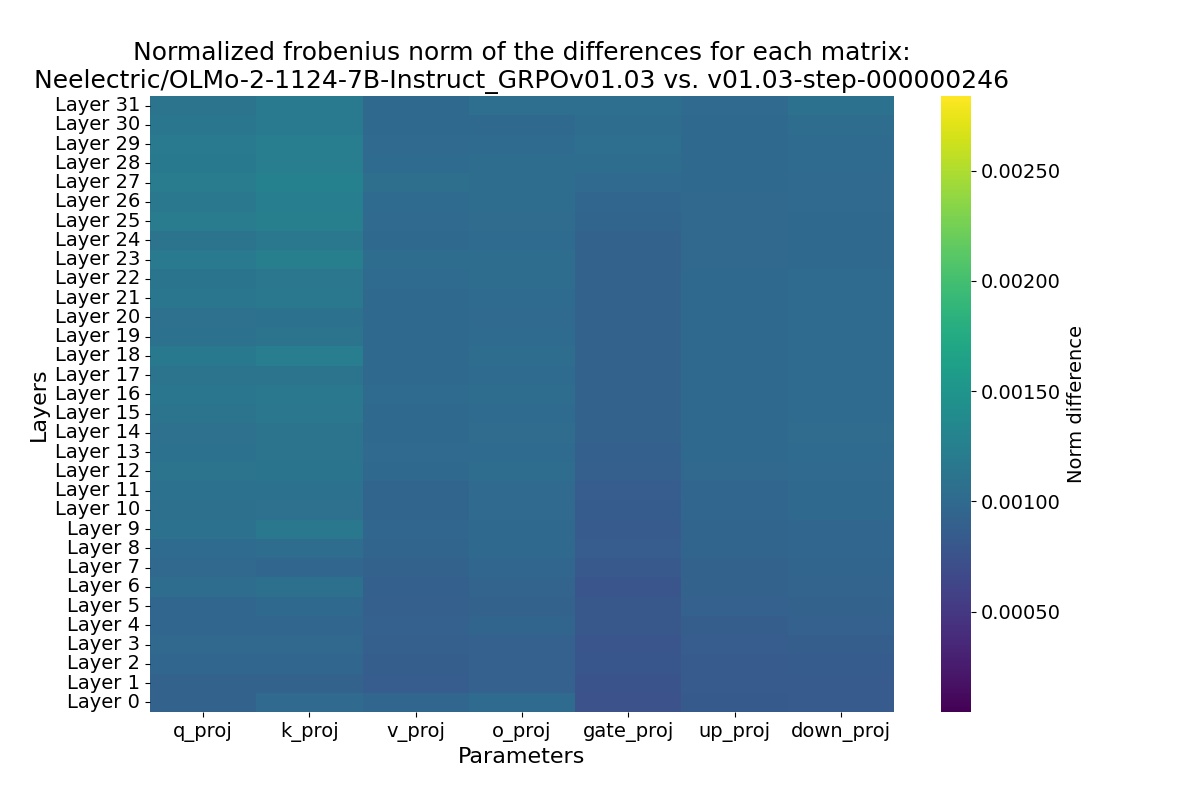 Normalized frobenius norm of the differences for each matrix:
Neelectric/OLMo-2-1124-7B-Instruct_GRPOv01.03 vs. v01.03-step-000000246
Layers
Layer 31
Layer 30
Layer 29
Layer 28
Layer 27
Layer 26
Layer 25
Layer 24
Layer 23
Layer 22
Layer 21
Layer 20
Layer 19
Layer 18
Layer 17
Layer 16
Layer 15
Layer 14
Layer 13
Layer 12
Layer 11
Layer 10
Layer 9
Layer 8
Layer 7
Layer 6
Layer 5
Layer 4
Layer 3
Layer 2
Layer 1
Layer 0
q_proj k_proj v_proj o_proj gate_proj up_proj down_proj
Parameters
0.00250
0.00200
0.00150
0.00100
0.00050
Norm difference